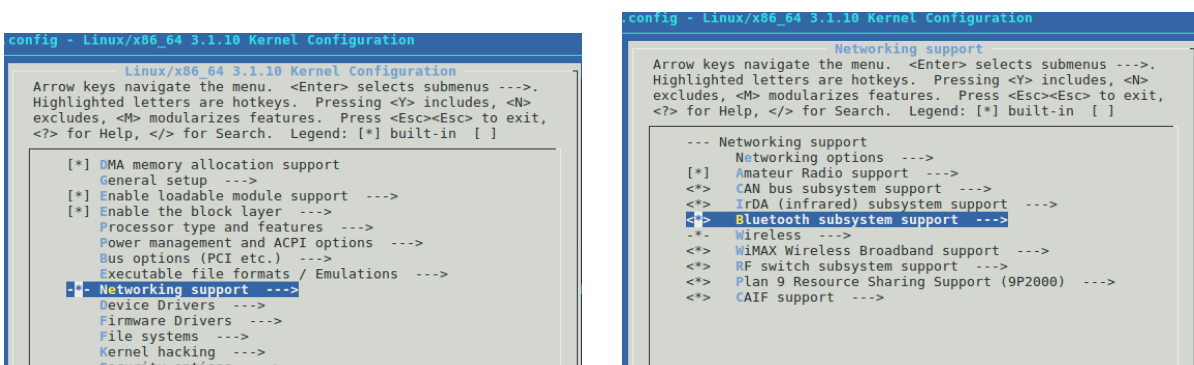 .config - Linux/x86_64 3.1.10 Kernel Configuration
Linux/x86_64 3.1.10 Kernel Configuration
Arrow keys navigate the menu.  <Enter> selects submenus --->.
Highlighted letters are hotkeys.  Pressing <Y> includes, <N>
excludes, <M> modularizes features.  Press <Esc><Esc> to exit,
<?> for Help, </> for Search.  Legend: [*] built-in  [ ]
[*] DMA memory allocation support
General setup  --->
[*] Enable loadable module support  --->
[*] Enable the block layer  --->
Processor type and features  --->
Power management and ACPI options  --->
Bus options (PCI etc.)  --->
Executable file formats / Emulations  --->
-*- Networking support  --->
Device Drivers  --->
Firmware Drivers  --->
File systems  --->
Kernel hacking  --->
.config - Linux/x86_64 3.1.10 Kernel Configuration
Networking support
Arrow keys navigate the menu.  <Enter> selects submenus --->.
Highlighted letters are hotkeys.  Pressing <Y> includes, <N>
excludes, <M> modularizes features.  Press <Esc><Esc> to exit,
<?> for Help, </> for Search.  Legend: [*] built-in  [ ]
--- Networking support
Networking options  --->
[*]   Amateur Radio support  --->
<*>   CAN bus subsystem support  --->
<*>   IrDA (infrared) subsystem support  --->
<*>   Bluetooth subsystem support  --->
-*-   Wireless  --->
<*>   WiMAX Wireless Broadband support  --->
<*>   RF switch subsystem support  --->
<*>   Plan 9 Resource Sharing Support (9P2000)  --->
<*>   CAIF support  --->